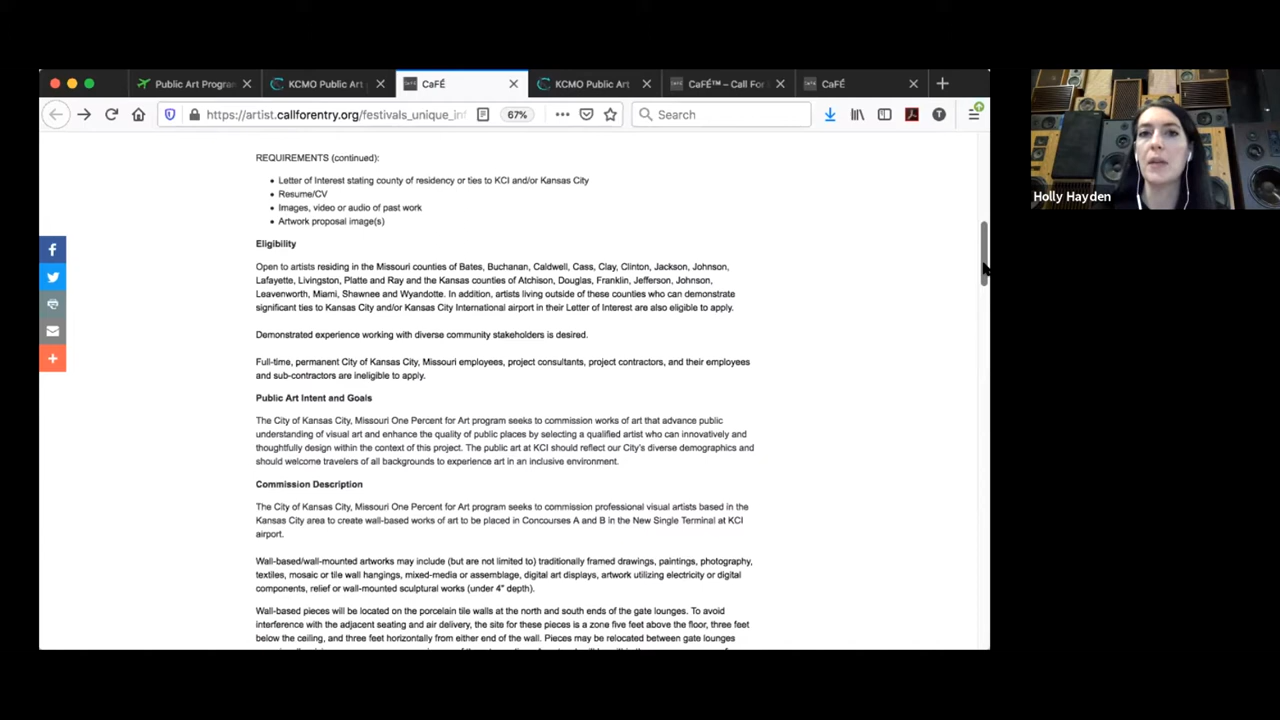 Public Art Program
KCMO Public Art
CaFÉ
KCMO Public Art
CaFÉ™ – Call For
CaFÉ
https://artist.callforentry.org/festivals_unique_inf
67%
Search
T
REQUIREMENTS (continued):
• Letter of Interest stating county of residency or ties to KCI and/or Kansas City
• Resume/CV
• Images, video or audio of past work
• Artwork proposal image(s)
Eligibility
Open to artists residing in the Missouri counties of Bates, Buchanan, Caldwell, Cass, Clay, Clinton, Jackson, Johnson,
Lafayette, Livingston, Platte and Ray and the Kansas counties of Atchison, Douglas, Franklin, Jefferson, Johnson,
Leavenworth, Miami, Shawnee and Wyandotte. In addition, artists living outside of these counties who can demonstrate
significant ties to Kansas City and/or Kansas City International airport in their Letter of Interest are also eligible to apply.
Demonstrated experience working with diverse community stakeholders is desired.
Full-time, permanent City of Kansas City, Missouri employees, project consultants, project contractors, and their employees
and sub-contractors are ineligible to apply.
Public Art Intent and Goals
The City of Kansas City, Missouri One Percent for Art program seeks to commission works of art that advance public
understanding of visual art and enhance the quality of public places by selecting a qualified artist who can innovatively and
thoughtfully design within the context of this project. The public art at KCI should reflect our City's diverse demographics and
should welcome travelers of all backgrounds to experience art in an inclusive environment.
Commission Description
The City of Kansas City, Missouri One Percent for Art program seeks to commission professional visual artists based in the
Kansas City area to create wall-based works of art to be placed in Concourses A and B in the New Single Terminal at KCI
airport.
Wall-based/wall-mounted artworks may include (but are not limited to) traditionally framed drawings, paintings, photography,
textiles, mosaic or tile wall hangings, mixed-media or assemblage, digital art displays, artwork utilizing electricity or digital
components, relief or wall-mounted sculptural works (under 4" depth).
Wall-based pieces will be located on the porcelain tile walls at the north and south ends of the gate lounges. To avoid
interference with the adjacent seating and air delivery, the site for these pieces is a zone five feet above the floor, three feet
below the ceiling, and three feet horizontally from either end of the wall. Pieces may be relocated between gate lounges
Holly Hayden